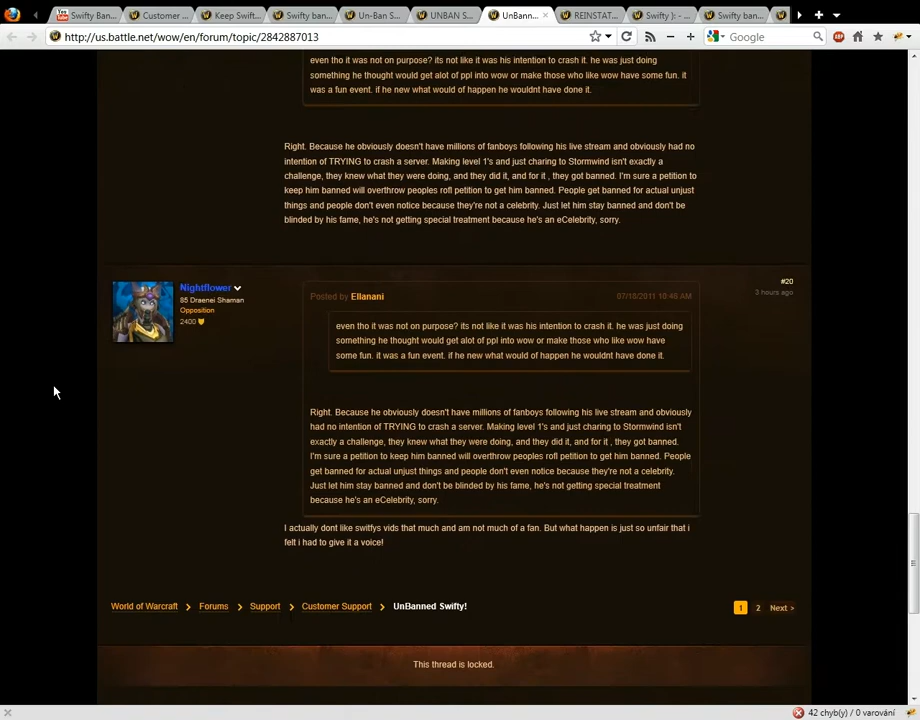 Swifty Ban...
Customer ...
Keep Swift...
Swifty ban...
Un-Ban S...
UNBAN S...
UnBann...
REINSTAT...
Swifty ): - ...
Swifty ban...
http://us.battle.net/wow/en/forum/topic/2842887013
Google
even tho it was not on purpose? its not like it was his intention to crash it. he was just doing
something he thought would get alot of ppl into wow or make those who like wow have some fun. it
was a fun event. if he new what would of happen he wouldnt have done it.
Right. Because he obviously doesn't have millions of fanboys following his live stream and obviously had no
intention of TRYING to crash a server. Making level 1's and just charing to Stormwind isn't exactly a
challenge, they knew what they were doing, and they did it, and for it , they got banned. I'm sure a petition to
keep him banned will overthrow peoples rofl petition to get him banned. People get banned for actual unjust
things and people don't even notice because they're not a celebrity. Just let him stay banned and don't be
blinded by his fame, he's not getting special treatment because he's an eCelebrity, sorry.
Nightflower
85 Draenei Shaman
Opposition
2400
Posted by Ellanani
07/18/2011 10:46 AM
#20
3 hours ago
even tho it was not on purpose? its not like it was his intention to crash it. he was just doing
something he thought would get alot of ppl into wow or make those who like wow have
some fun. it was a fun event. if he new what would of happen he wouldnt have done it.
Right. Because he obviously doesn't have millions of fanboys following his live stream and obviously
had no intention of TRYING to crash a server. Making level 1's and just charing to Stormwind isn't
exactly a challenge, they knew what they were doing, and they did it, and for it , they got banned.
I'm sure a petition to keep him banned will overthrow peoples rofl petition to get him banned. People
get banned for actual unjust things and people don't even notice because they're not a celebrity.
Just let him stay banned and don't be blinded by his fame, he's not getting special treatment
because he's an eCelebrity, sorry.
I actually dont like switfys vids that much and am not much of a fan. But what happen is just so unfair that i
felt i had to give it a voice!
World of Warcraft > Forums > Support > Customer Support > UnBanned Swifty!
1 2 Next >
This thread is locked.
42 chyb(y) / 0 varování